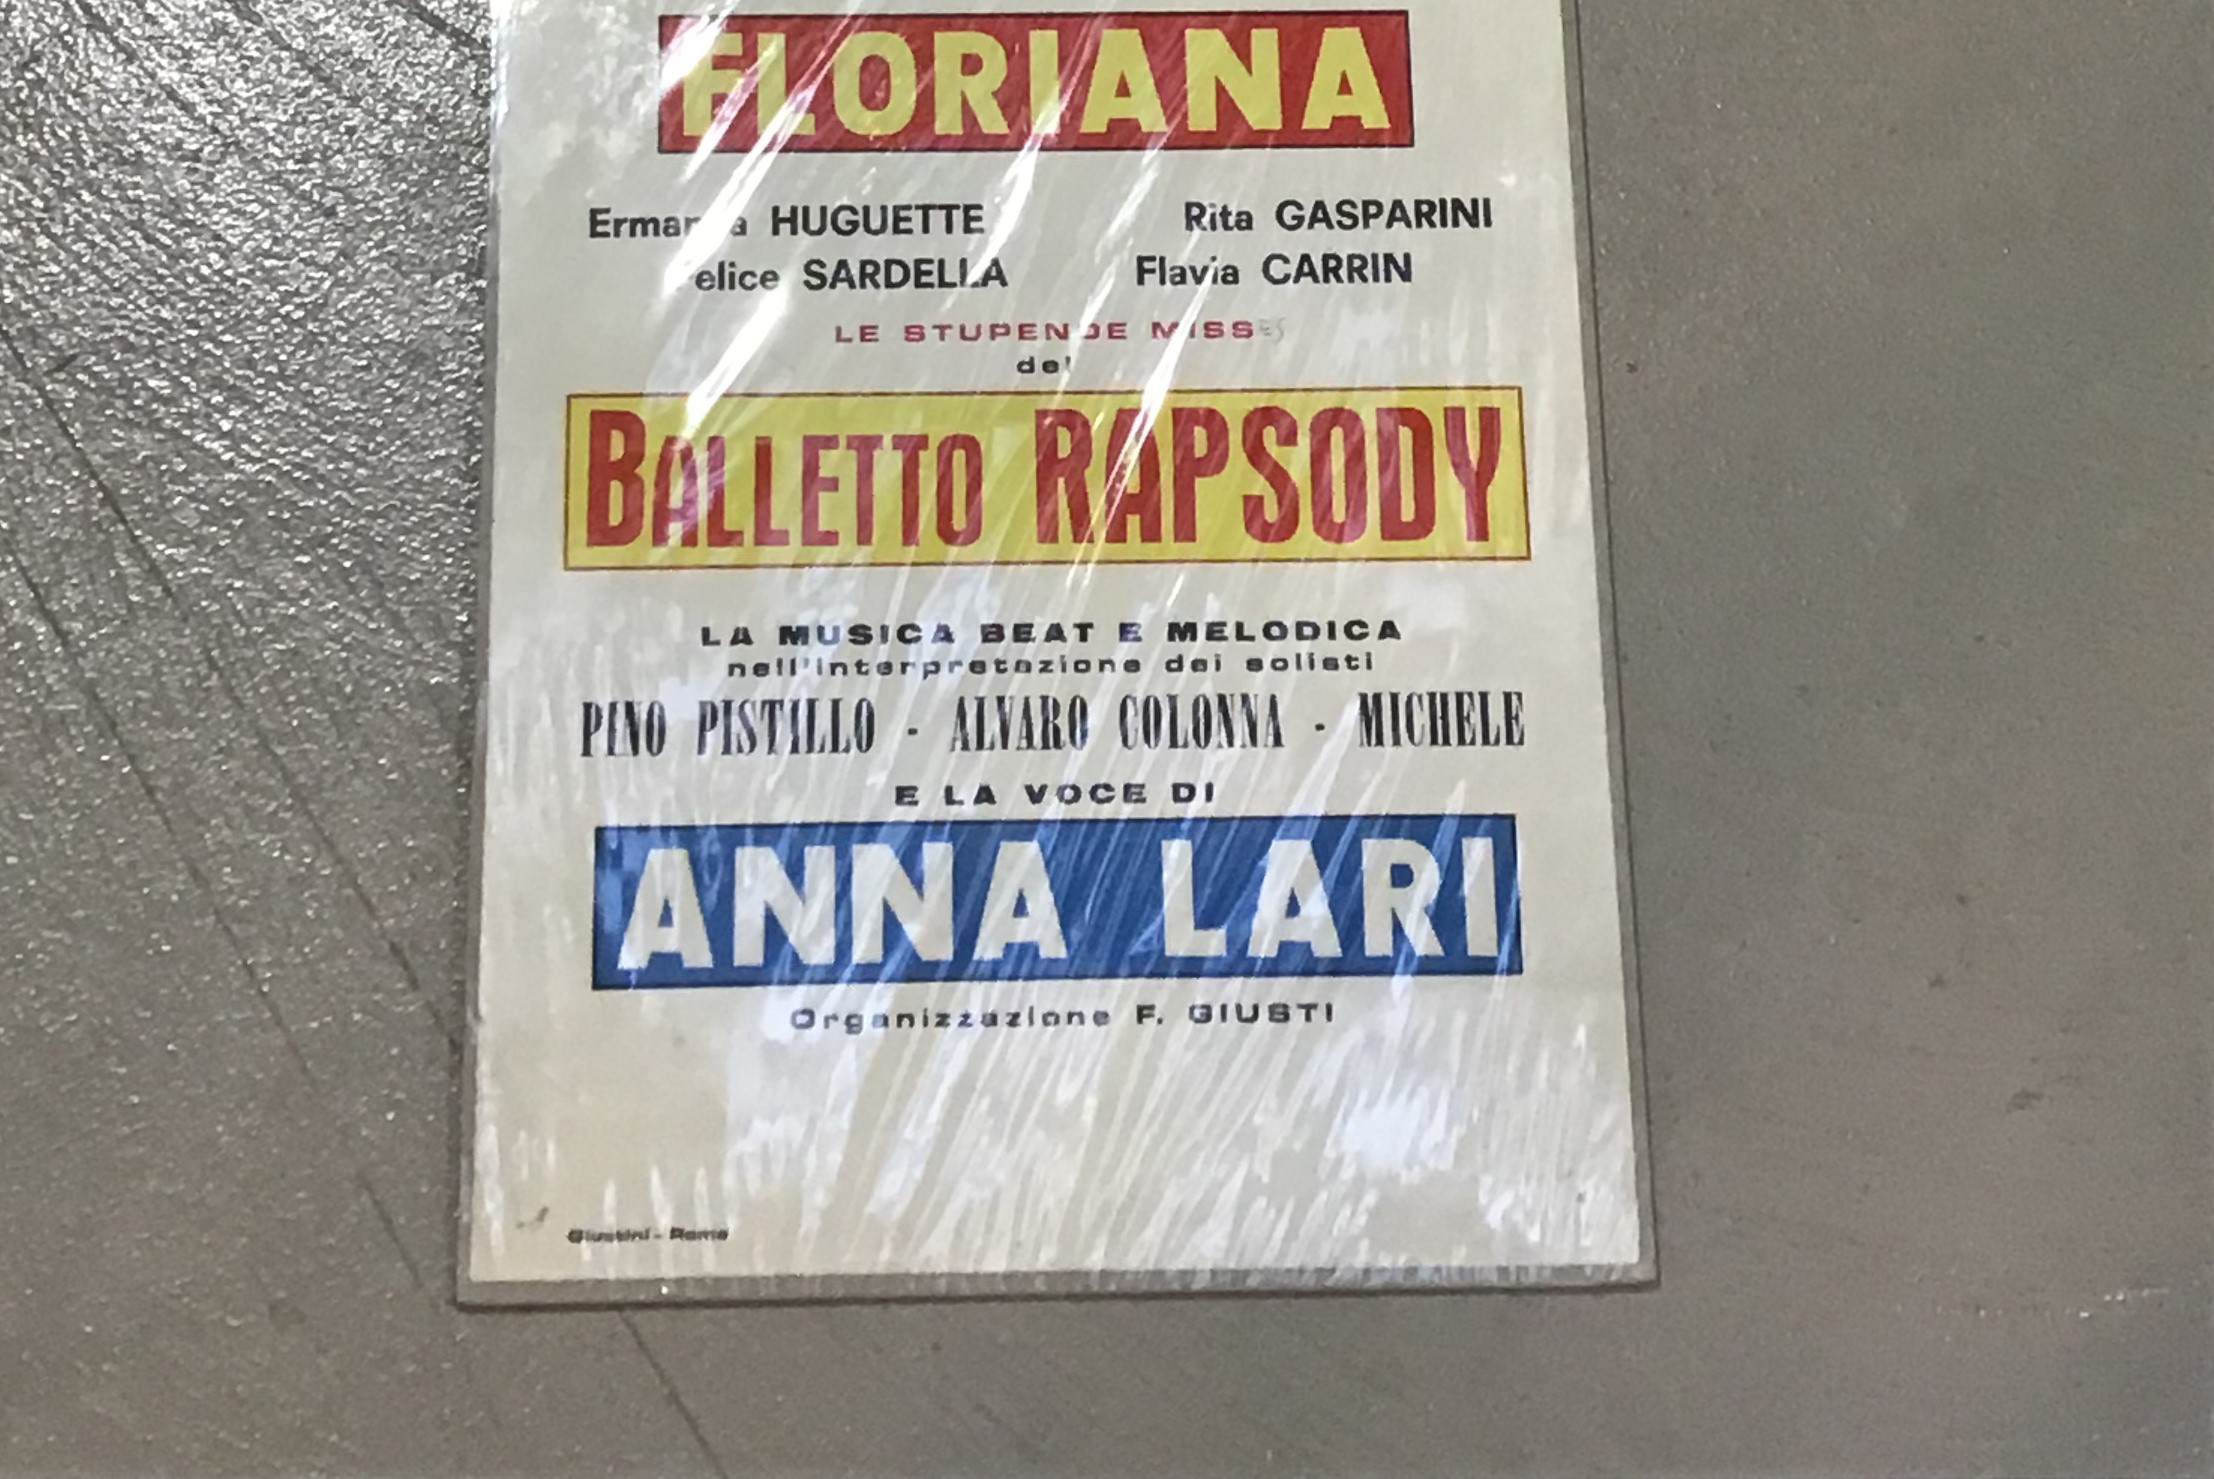 FLORIANA
HUGUETTE Rita GASPARINI
SARDELLA Flavia CARRIN
LE STUPENDE MISSES
del
BALLETTO RAPSODY
LA MUSICA BEAT E MELODICA
nell'interpretazione dei solisti
PINO PISTILLO - ALVARO COLONNA - MICHELE
E LA VOCE DI
ANNA LARI
Organizzazione F. GIUSTI
Giustini - Roma